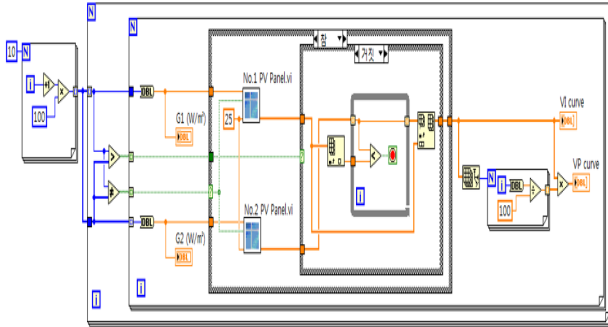 10
N
i
+1
x
100
N
N
DBL
G1 (W/m²)
DBL
25
No.1 PV Panel.vi
참
거짓
i
VI curve
DBL
VP curve
DBL
N
i
DBL
÷
100
x
>
≠
<
DBL
G2 (W/m²)
DBL
No.2 PV Panel.vi
i
i